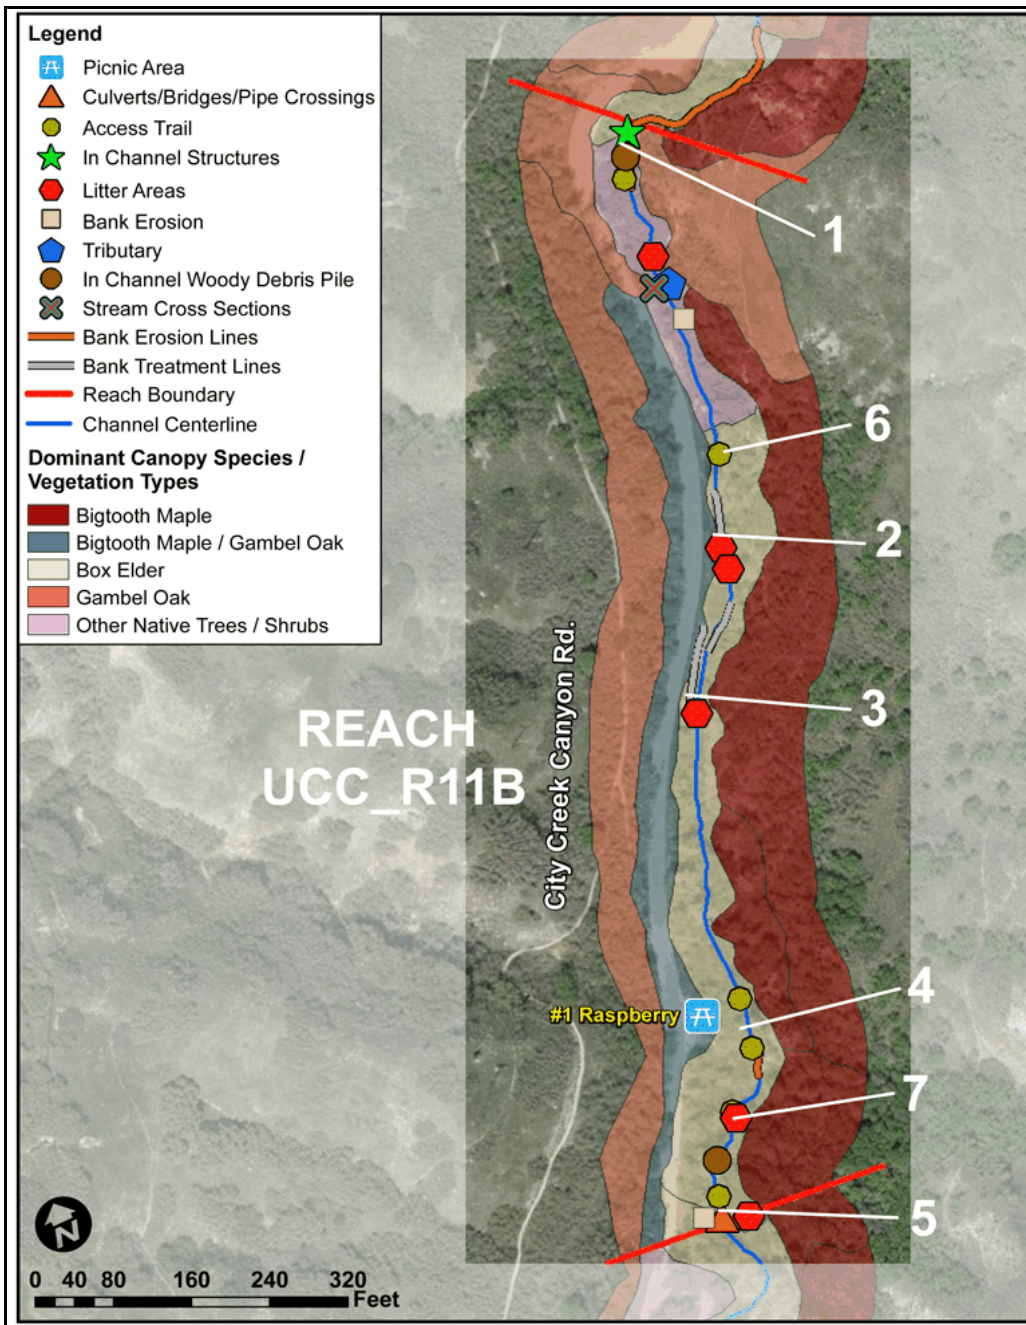 Legend
Picnic Area
Culverts/Bridges/Pipe Crossings
Access Trail
In Channel Structures
Litter Areas
Bank Erosion
Tributary
In Channel Woody Debris Pile
Stream Cross Sections
Bank Erosion Lines
Bank Treatment Lines
Reach Boundary
Channel Centerline
Dominant Canopy Species /
Vegetation Types
Bigtooth Maple
Bigtooth Maple / Gambel Oak
Box Elder
Gambel Oak
Other Native Trees / Shrubs
1
6
2
3
REACH
UCC_R11B
City Creek Canyon Rd.
4
#1 Raspberry
7
5
N
0 40 80 160 240 320
Feet